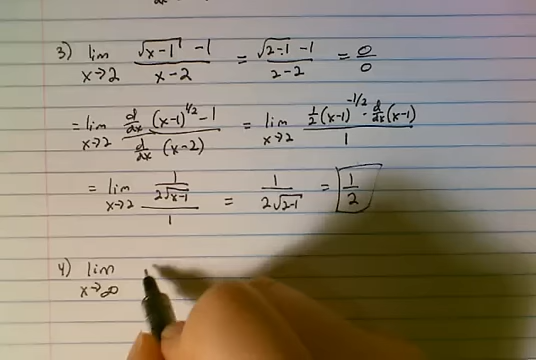 3) lim x→2 (√(x-1) - 1)/(x-2) = (√(2-1) - 1)/(2-2) = 0/0
= lim x→2 (d/dx (x-1)^(1/2) - 1)/(d/dx (x-2)) = lim x→2 (1/2 (x-1)^(-1/2) · d/dx (x-1))/1
= lim x→2 (1/(2√(x-1)))/1 = 1/(2√(2-1)) = 1/2
4) lim x→∞